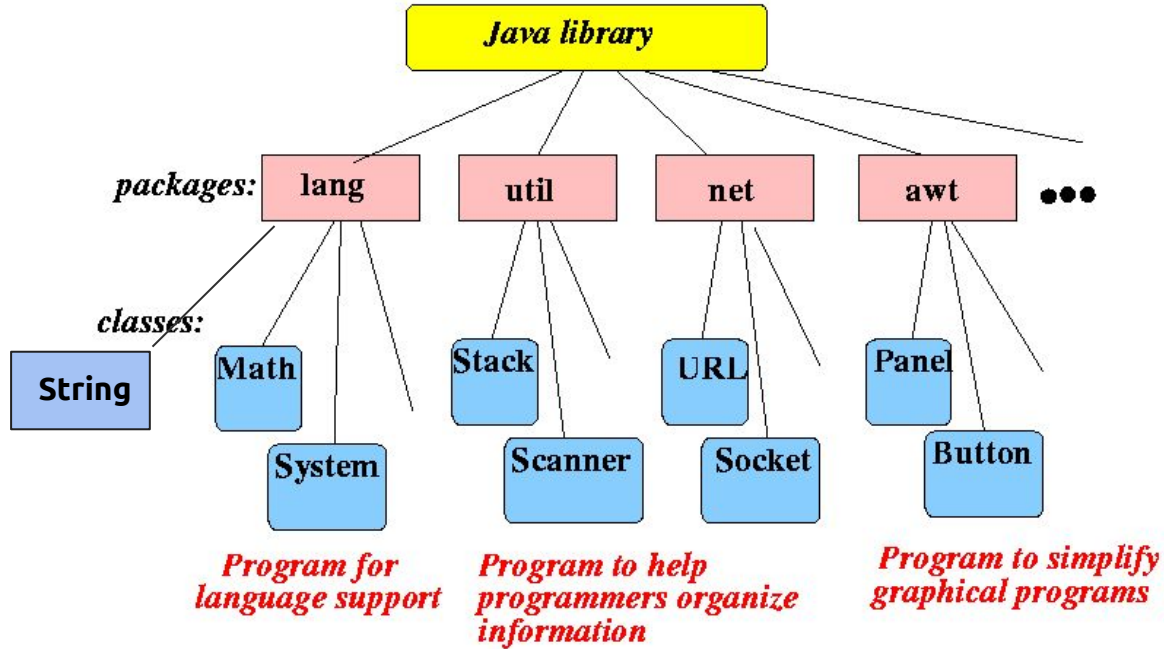 Java library
packages: lang util net awt •••
classes:
String Math Stack URL Panel
System Scanner Socket Button
Program for
language support
Program to help
programmers organize
information
Program to simplify
graphical programs